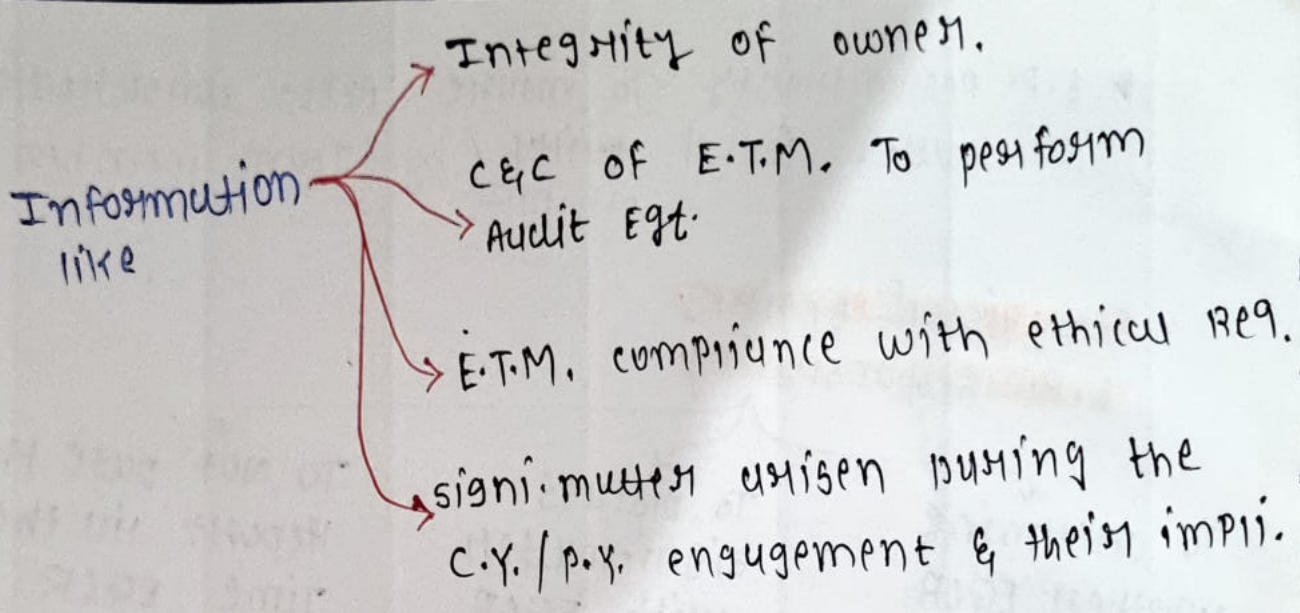 Integrity of owner.
C & C of E.T.M. To perform
Audit Egt.
Information
like
E.T.M. compliance with ethical Req.
signi. matter arisen During the
C.Y. / P.Y. engagement & their impli.